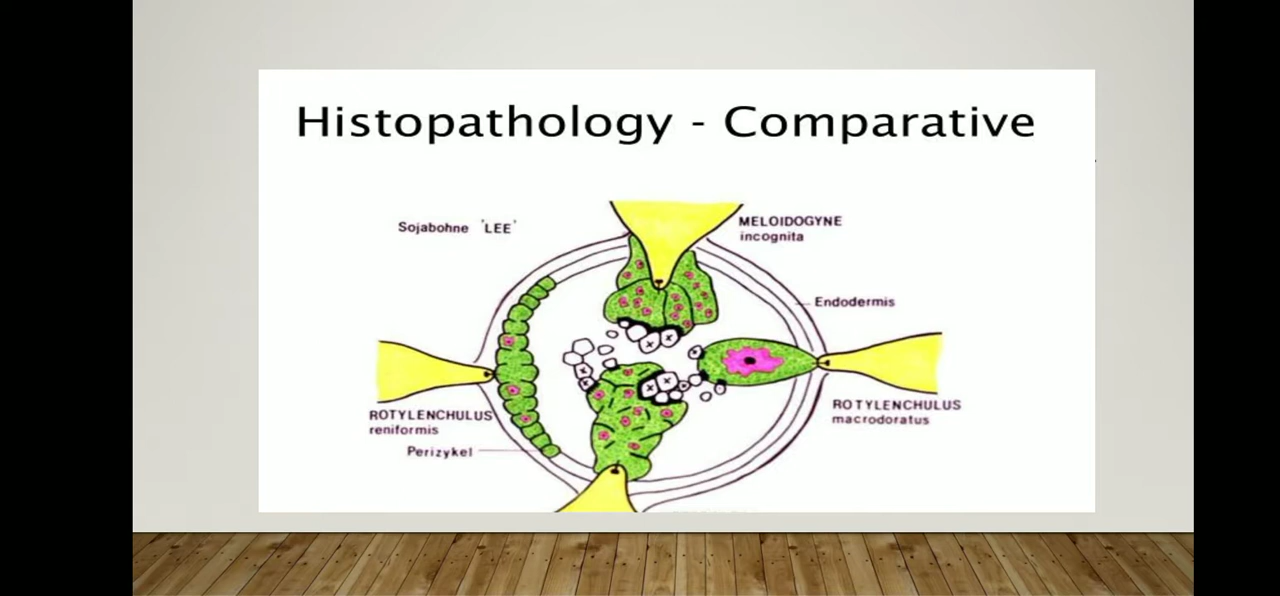 Histopathology - Comparative
Sojabohne 'LEE'
MELOIDOGYNE
incognita
Endodermis
ROTYLENCHULUS
reniformis
ROTYLENCHULUS
macrodoratus
Perizykel